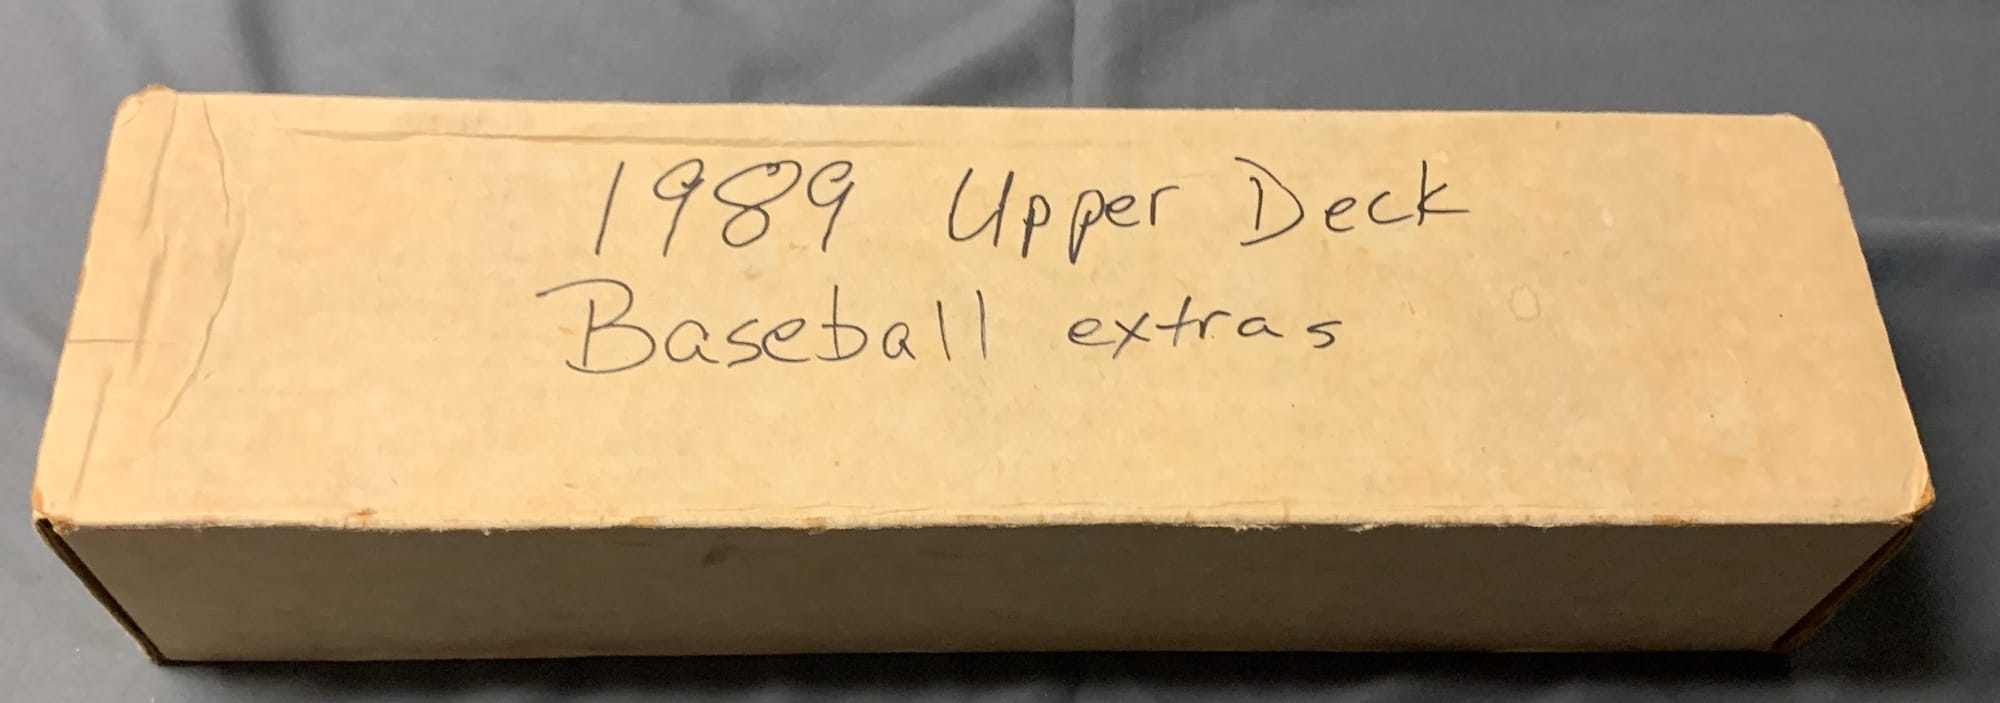 1989 Upper Deck
Baseball extras